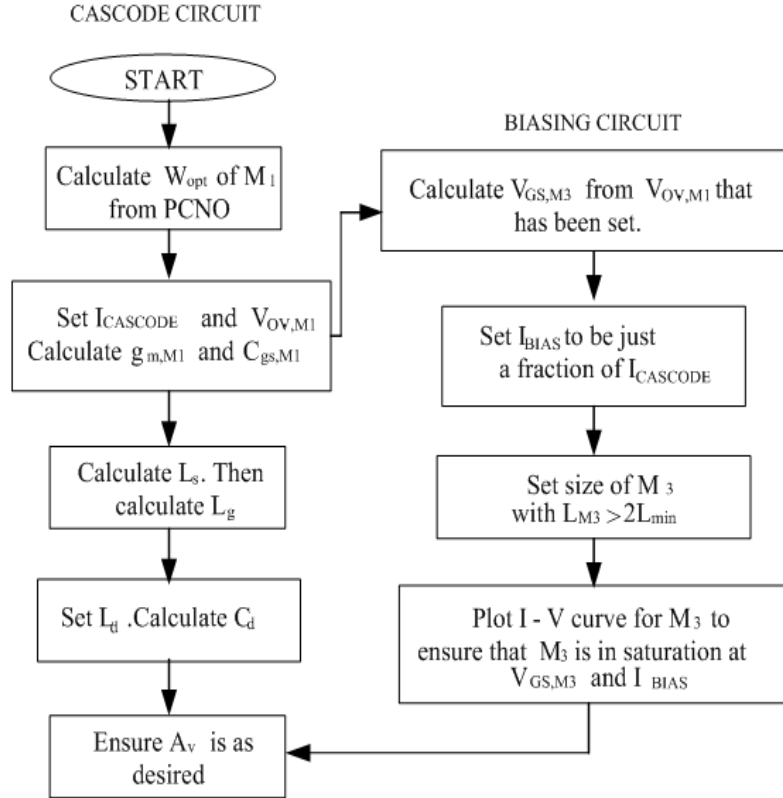 CASCODE CIRCUIT
START
Calculate W_opt of M_1
from PCNO
Set I_CASCODE and V_OV,M1
Calculate g_m,M1 and C_gs,M1
Calculate L_s. Then
calculate L_g
Set L_d .Calculate C_d
Ensure A_v is as
desired
BIASING CIRCUIT
Calculate V_GS,M3 from V_OV,M1 that
has been set.
Set I_BIAS to be just
a fraction of I_CASCODE
Set size of M_3
with L_M3 >2L_min
Plot I - V curve for M_3 to
ensure that M_3 is in saturation at
V_GS,M3 and I_BIAS